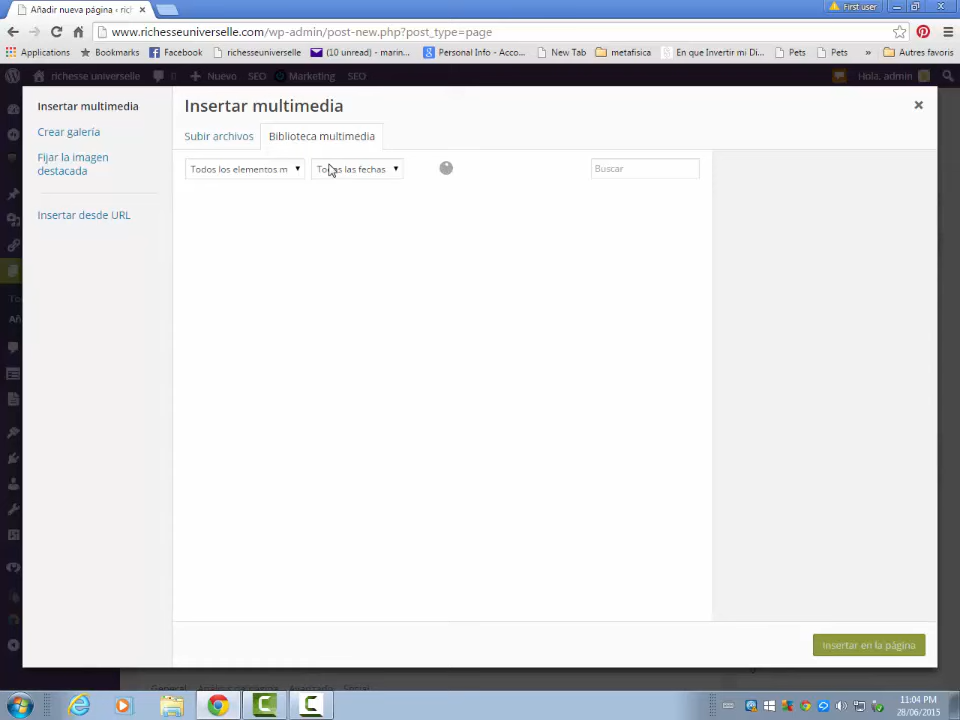 Añadir nueva página ‹ rich
First user
www.richesseuniverselle.com/wp-admin/post-new.php?post_type=page
Applications
Bookmarks
Facebook
richesseuniverselle
(10 unread) - marin...
Personal Info - Acco...
New Tab
metafisica
En que Invertir mi Di...
Pets
Pets
»
Autres favoris
richesse universelle
0
Nuevo
SEO
Marketing
SEO
Hola, admin
Insertar multimedia
Crear galería
Fijar la imagen
destacada
Insertar desde URL
Insertar multimedia
Subir archivos
Biblioteca multimedia
Todos los elementos m
Todas las fechas
Buscar
Insertar en la página
General
Avanzado
Social
11:04 PM
28/06/2015